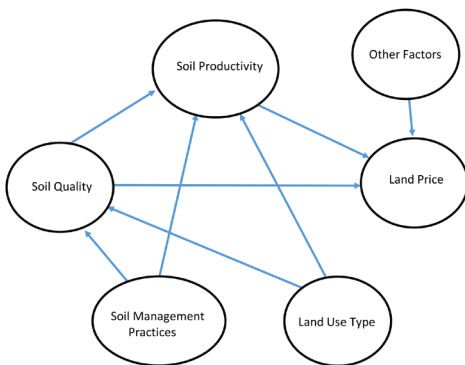 Other Factors
Soil Productivity
Land Price
Soil Quality
Soil Management
Practices
Land Use Type